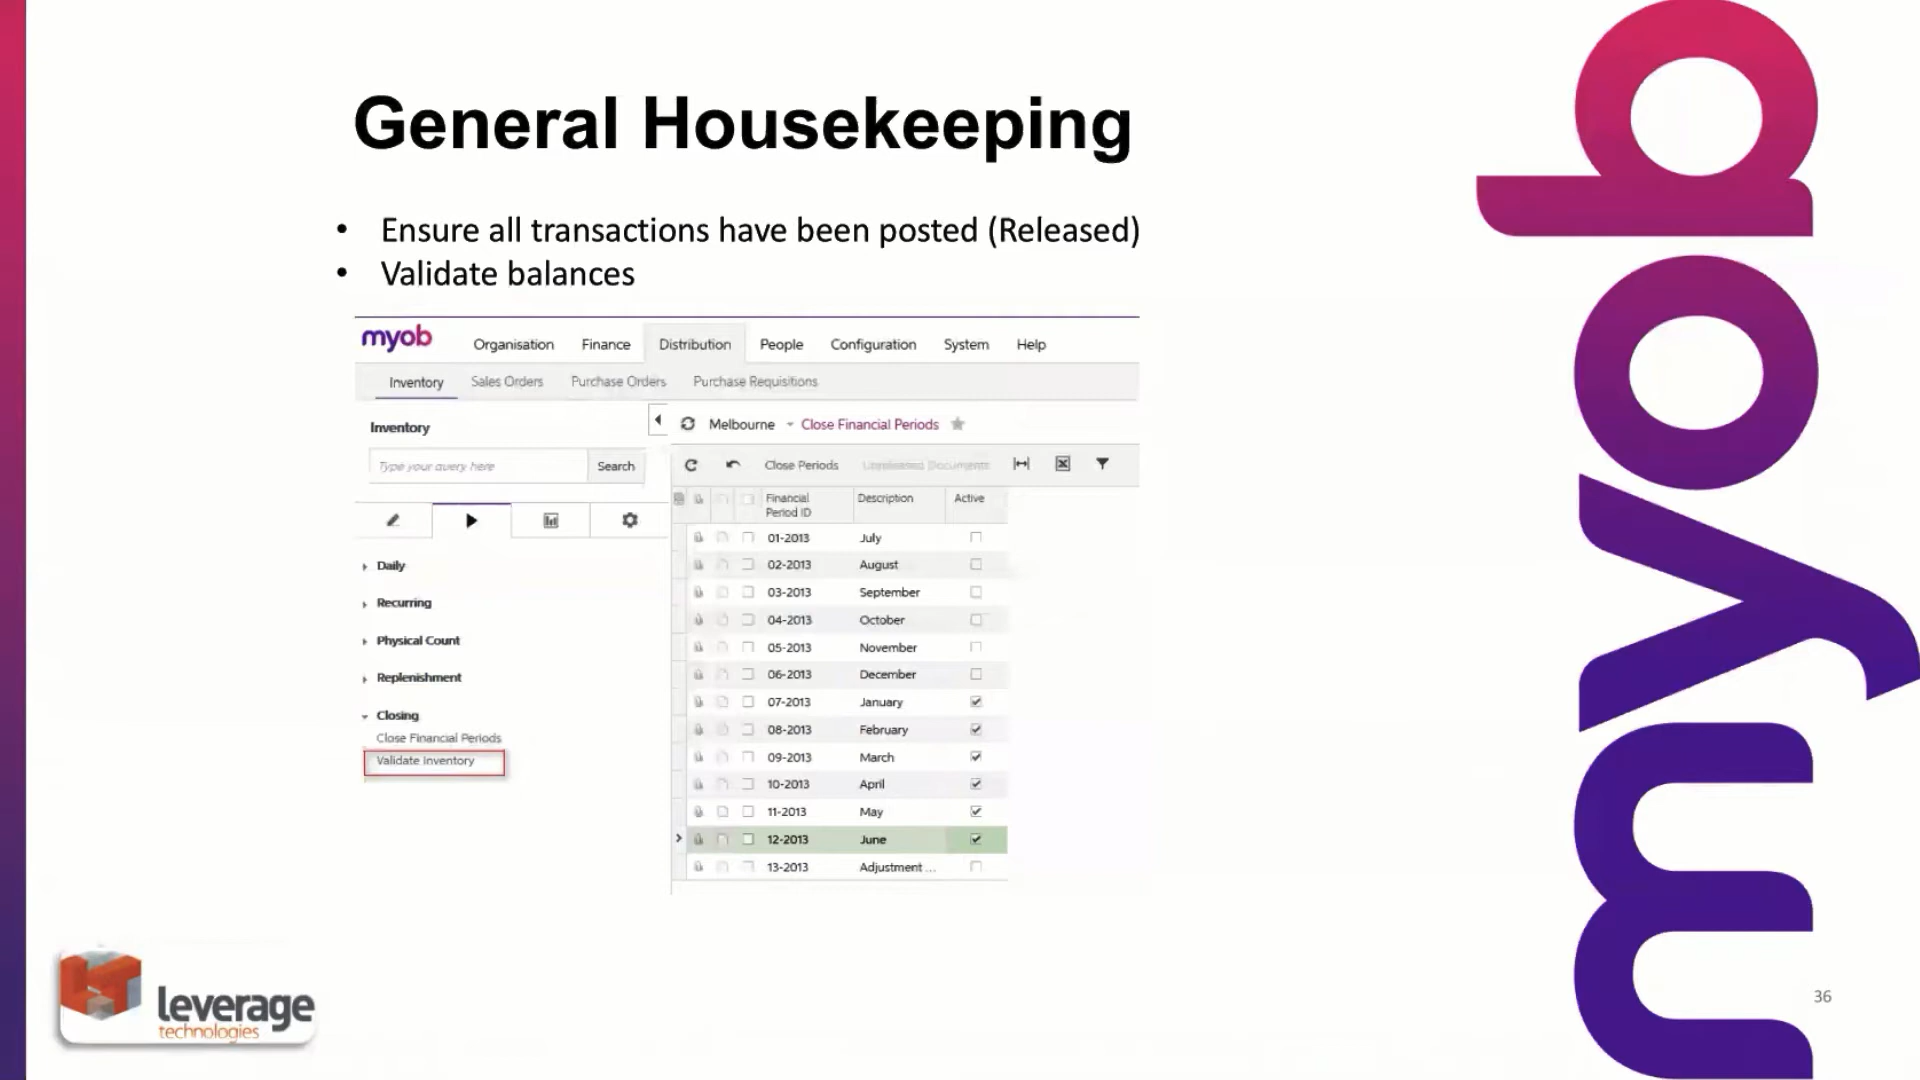 General Housekeeping
• Ensure all transactions have been posted (Released)
• Validate balances
myob Organisation Finance Distribution People Configuration System Help
Inventory Sales Orders Purchase Orders Purchase Requisitions
Inventory
Melbourne Close Financial Periods
Type your query here Search
Close Periods Unreleased Documents
Financial Period ID Description Active
01-2013 July
02-2013 August
03-2013 September
04-2013 October
05-2013 November
06-2013 December
07-2013 January
08-2013 February
09-2013 March
10-2013 April
11-2013 May
12-2013 June
13-2013 Adjustment ...
Daily
Recurring
Physical Count
Replenishment
Closing
Close Financial Periods
Validate Inventory
leverage
technologies
myob
36